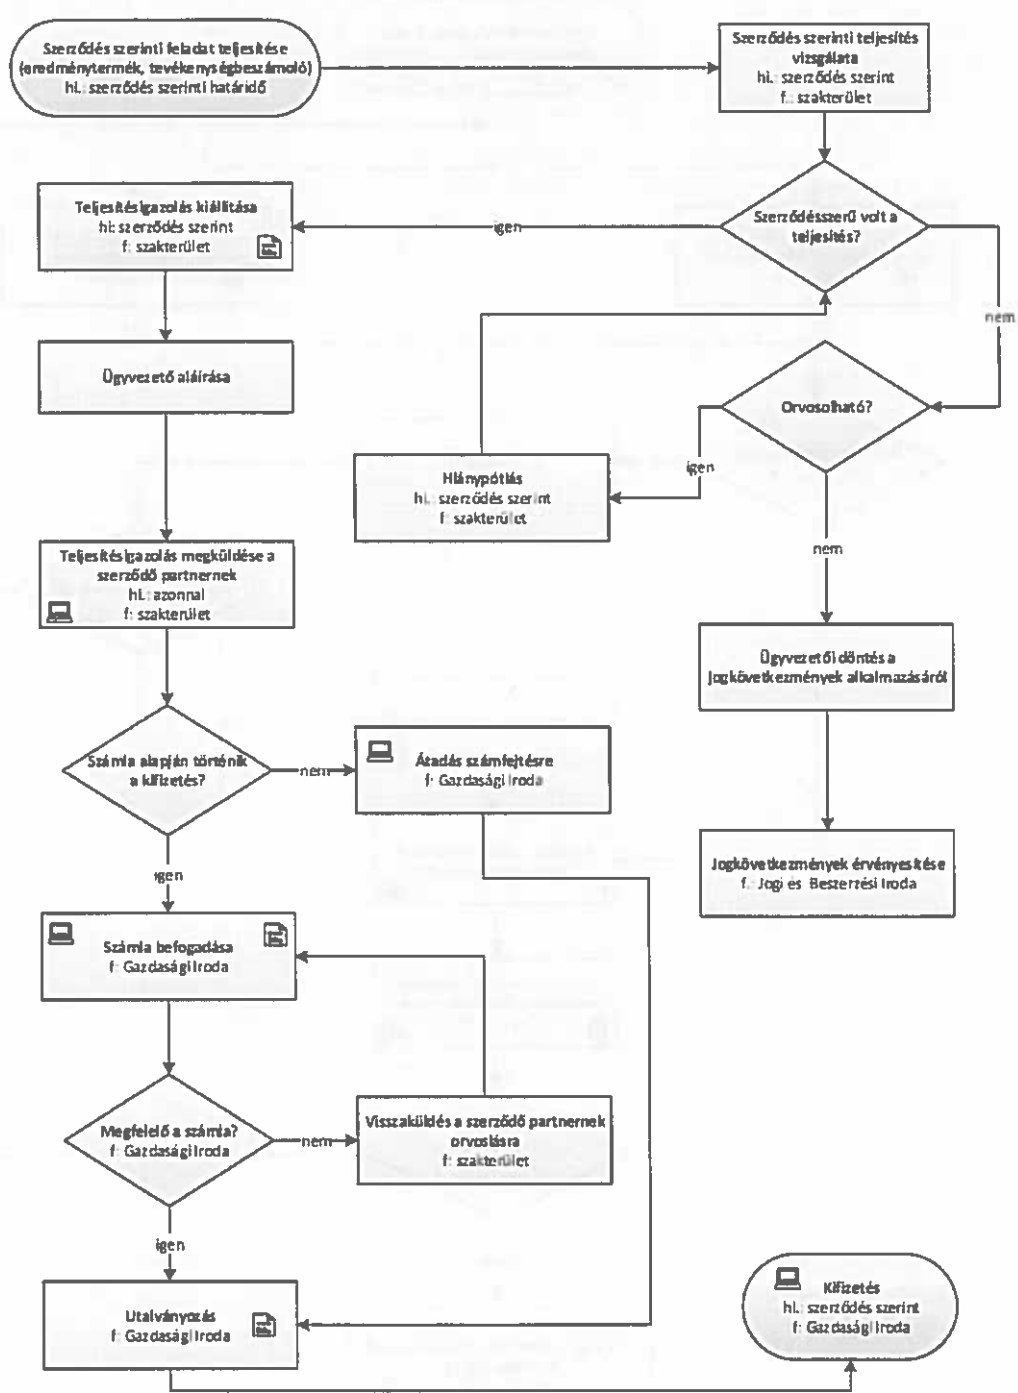 Szerződés szerinti feladat teljesítése
(eredménytermék, tevékenységbeszámoló)
hi.: szerződés szerinti határidő
Szerződés szerinti teljesítés
vizsgálata
hi.: szerződés szerint
f.: szakterület
Szerződésszerű volt a
teljesítés?
igen
nem
Teljesítésigazolás kiállítása
hi: szerződés szerint
f: szakterület
Ügyvezető aláírása
Orvosolható?
igen
nem
Hiánypótlás
hi.: szerződés szerint
f: szakterület
Teljesítésigazolás megküldése a
szerződő partnernek
hi.: azonnal
f: szakterület
Ügyvezetői döntés a
jogkövetkezmények alkalmazásáról
Számla alapján történik
a kifizetés?
nem
igen
Átadás számfejtésre
f: Gazdasági Iroda
Jogkövetkezmények érvényesítése
f.: Jogi es Beszerzési Iroda
Számla befogadása
f: Gazdasági Iroda
Megfelelő a számla?
f: Gazdasági Iroda
nem
igen
Visszaküldés a szerződő partnernek
orvoslásra
f: szakterület
Utalványozás
f: Gazdasági Iroda
Kifizetés
hi.: szerződés szerint
f: Gazdasági Iroda